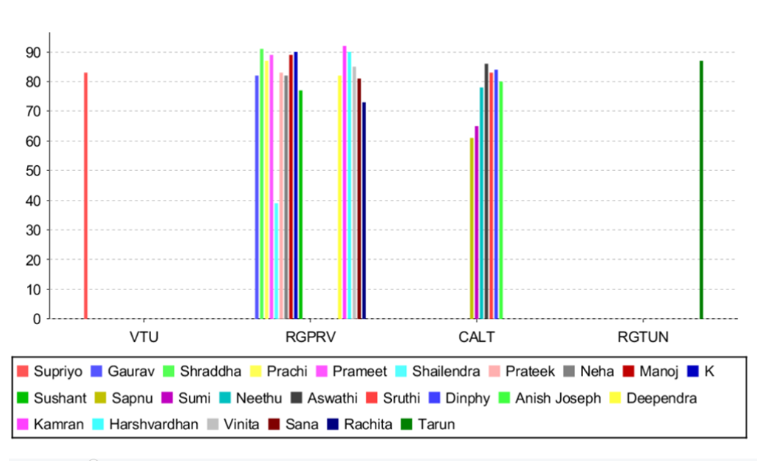 90
80
70
60
50
40
30
20
10
0
VTU RGPRV CALT RGTUN
Supriyo Gaurav Shraddha Prachi Prameet Shailendra Prateek Neha Manoj K
Sushant Sapnu Sumi Neethu Aswathi Sruthi Dinphy Anish Joseph Deependra
Kamran Harshvardhan Vinita Sana Rachita Tarun